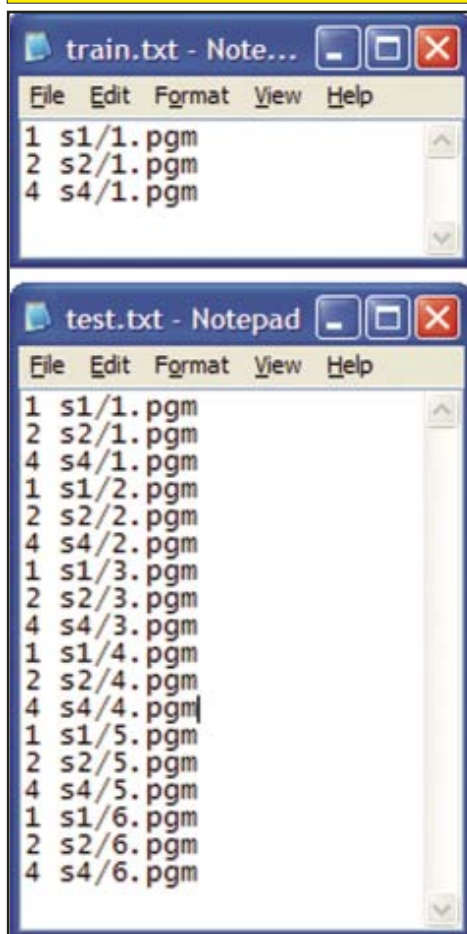 train.txt - Note...
File Edit Format View Help
1 s1/1.pgm
2 s2/1.pgm
4 s4/1.pgm
test.txt - Notepad
File Edit Format View Help
1 s1/1.pgm
2 s2/1.pgm
4 s4/1.pgm
1 s1/2.pgm
2 s2/2.pgm
4 s4/2.pgm
1 s1/3.pgm
2 s2/3.pgm
4 s4/3.pgm
1 s1/4.pgm
2 s2/4.pgm
4 s4/4.pgm
1 s1/5.pgm
2 s2/5.pgm
4 s4/5.pgm
1 s1/6.pgm
2 s2/6.pgm
4 s4/6.pgm